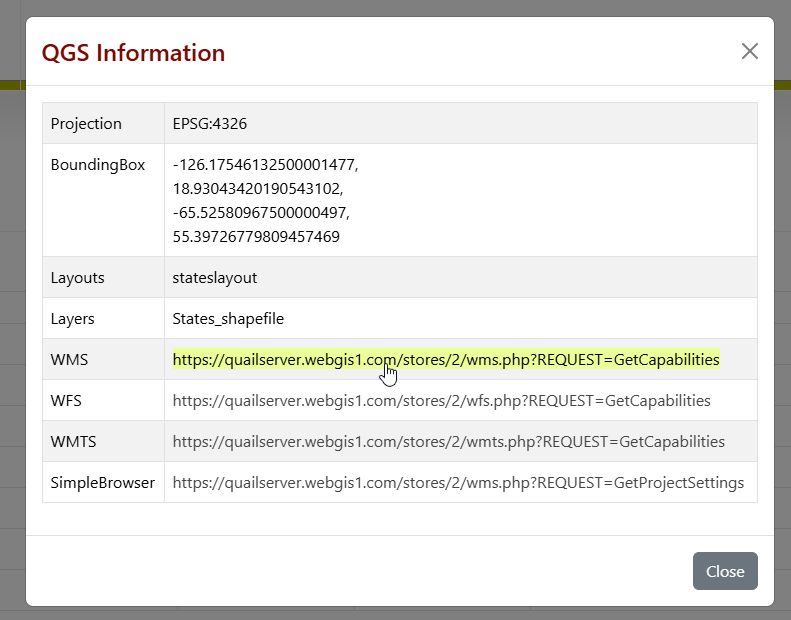 QGS Information
Projection EPSG:4326
BoundingBox -126.17546132500001477,
18.93043420190543102,
-65.52580967500000497,
55.39726779809457469
Layouts stateslayout
Layers States_shapefile
WMS https://quailserver.webgis1.com/stores/2/wms.php?REQUEST=GetCapabilities
WFS https://quailserver.webgis1.com/stores/2/wfs.php?REQUEST=GetCapabilities
WMTS https://quailserver.webgis1.com/stores/2/wmts.php?REQUEST=GetCapabilities
SimpleBrowser https://quailserver.webgis1.com/stores/2/wms.php?REQUEST=GetProjectSettings
Close